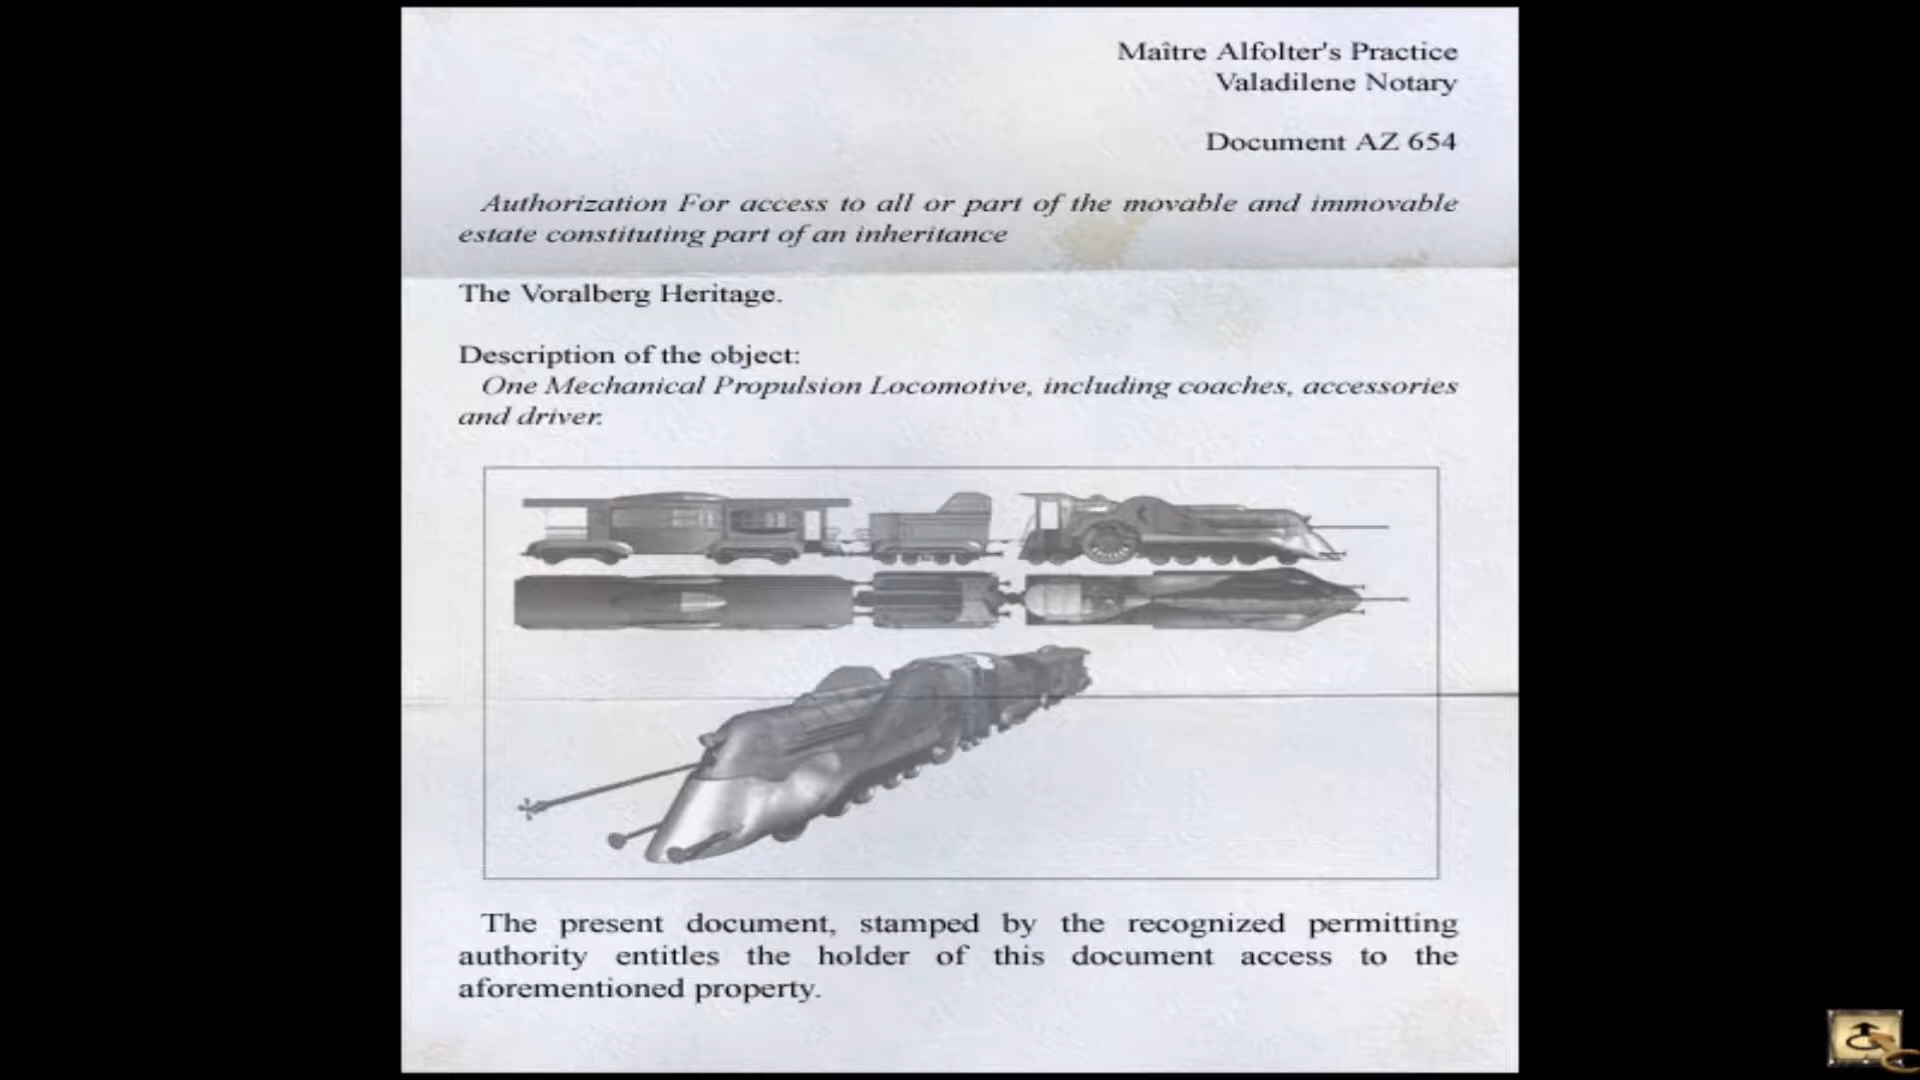 Maître Alfolter's Practice
Valadilene Notary
Document AZ 654
Authorization For access to all or part of the movable and immovable
estate constituting part of an inheritance
The Voralberg Heritage.
Description of the object:
One Mechanical Propulsion Locomotive, including coaches, accessories
and driver.
The present document, stamped by the recognized permitting
authority entitles the holder of this document access to the
aforementioned property.